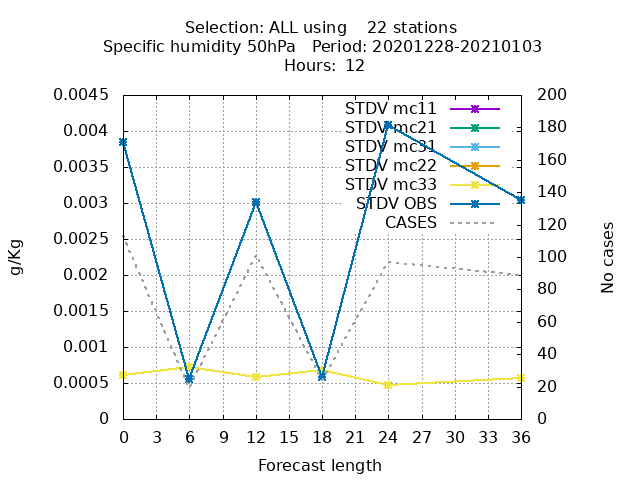 Selection: ALL using    22 stations
Specific humidity 50hPa   Period: 20201228-20210103
Hours:  12
g/Kg
0.0045
0.004
0.0035
0.003
0.0025
0.002
0.0015
0.001
0.0005
0
STDV mc11
STDV mc21
STDV mc31
STDV mc22
STDV mc33
STDV OBS
CASES
200
180
160
140
120
100
80
60
40
20
0
No cases
0 3 6 9 12 15 18 21 24 27 30 33 36
Forecast length